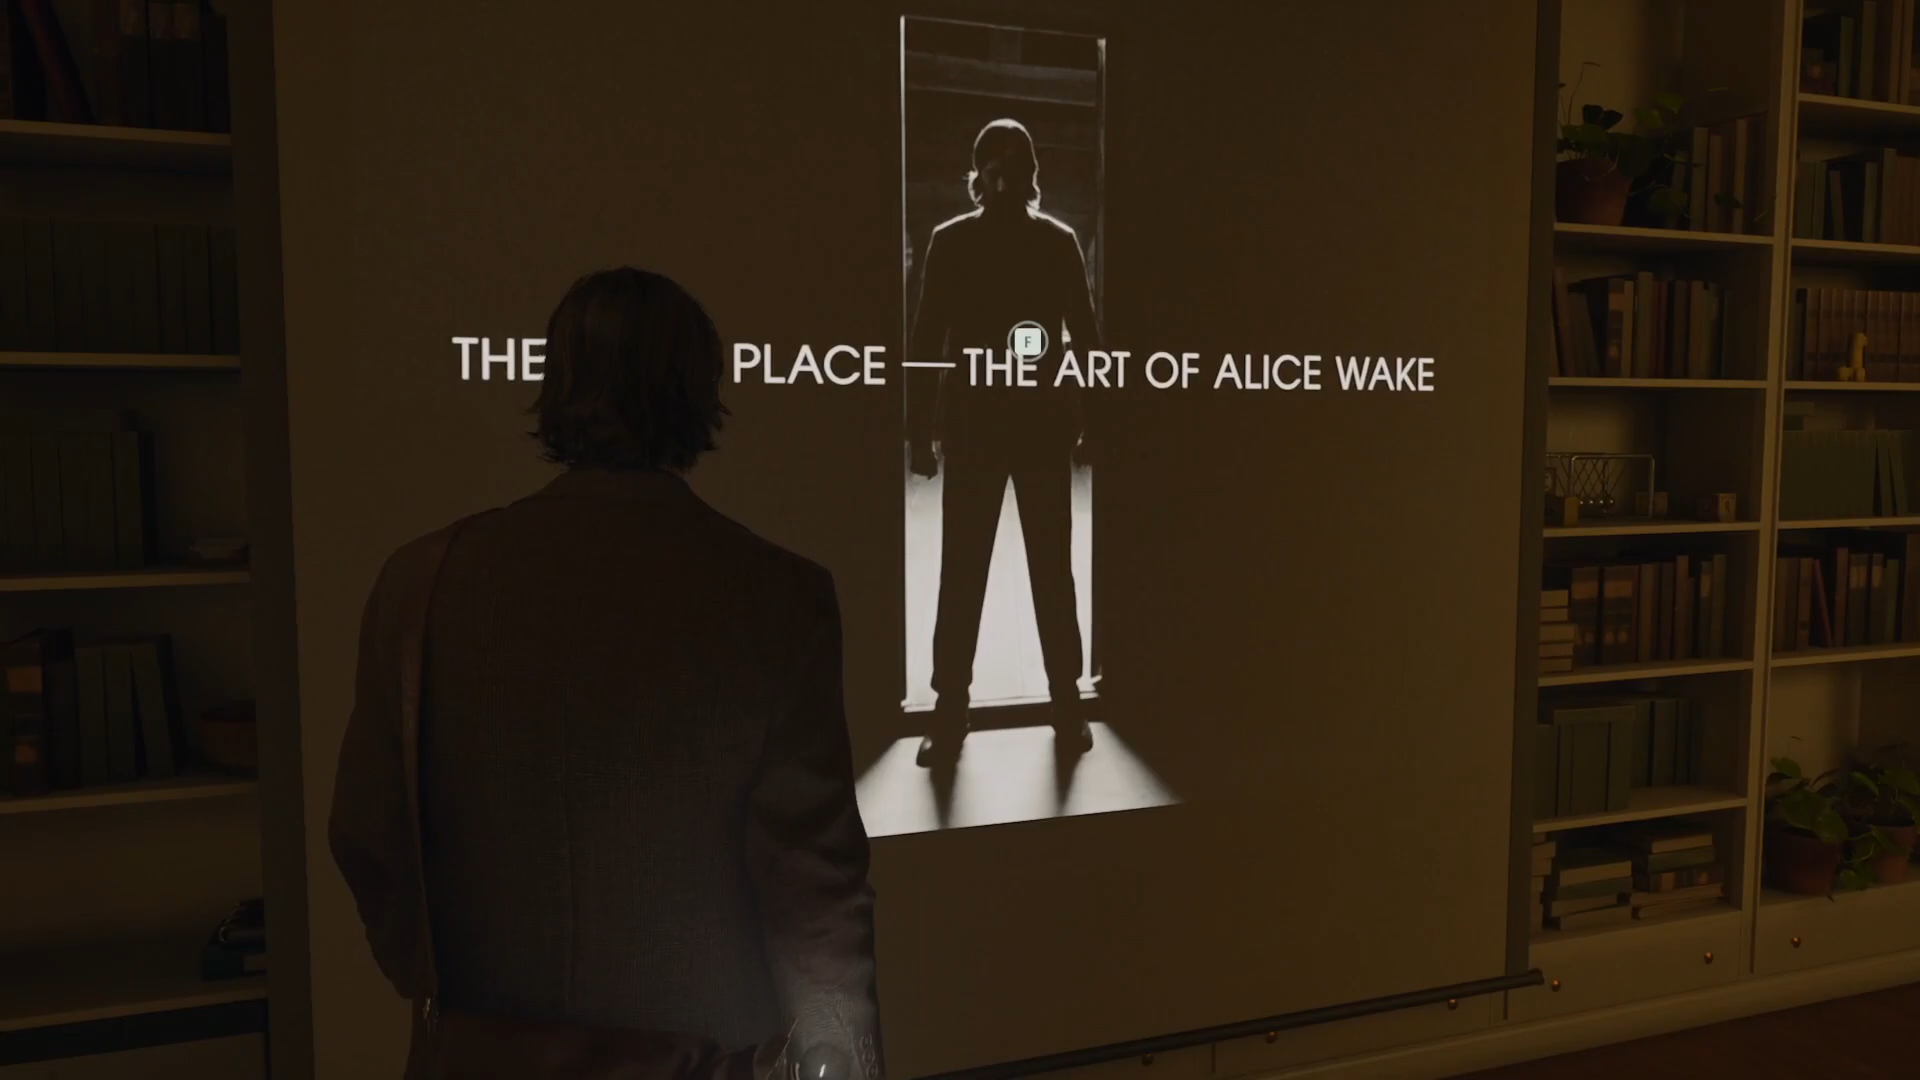 THE PLACE — THE ART OF ALICE WAKE
F